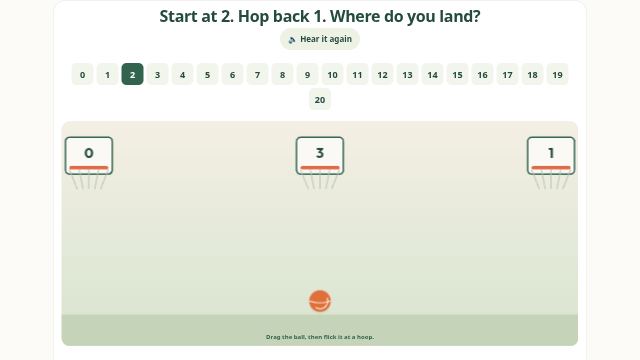 Start at 2. Hop back 1. Where do you land?
🔈 Hear it again
0 1 2 3 4 5 6 7 8 9 10 11 12 13 14 15 16 17 18 19
20
0 3 1
Drag the ball, then flick is at a hoop.